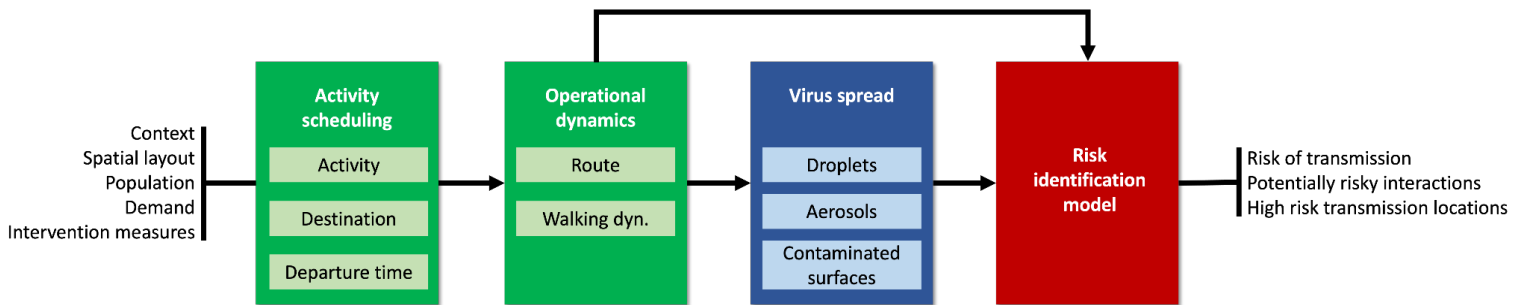 Context
Spatial layout
Population
Demand
Intervention measures
Activity
scheduling
Activity
Destination
Departure time
Operational
dynamics
Route
Walking dyn.
Virus spread
Droplets
Aerosols
Contaminated
surfaces
Risk
identification
model
Risk of transmission
Potentially risky interactions
High risk transmission locations